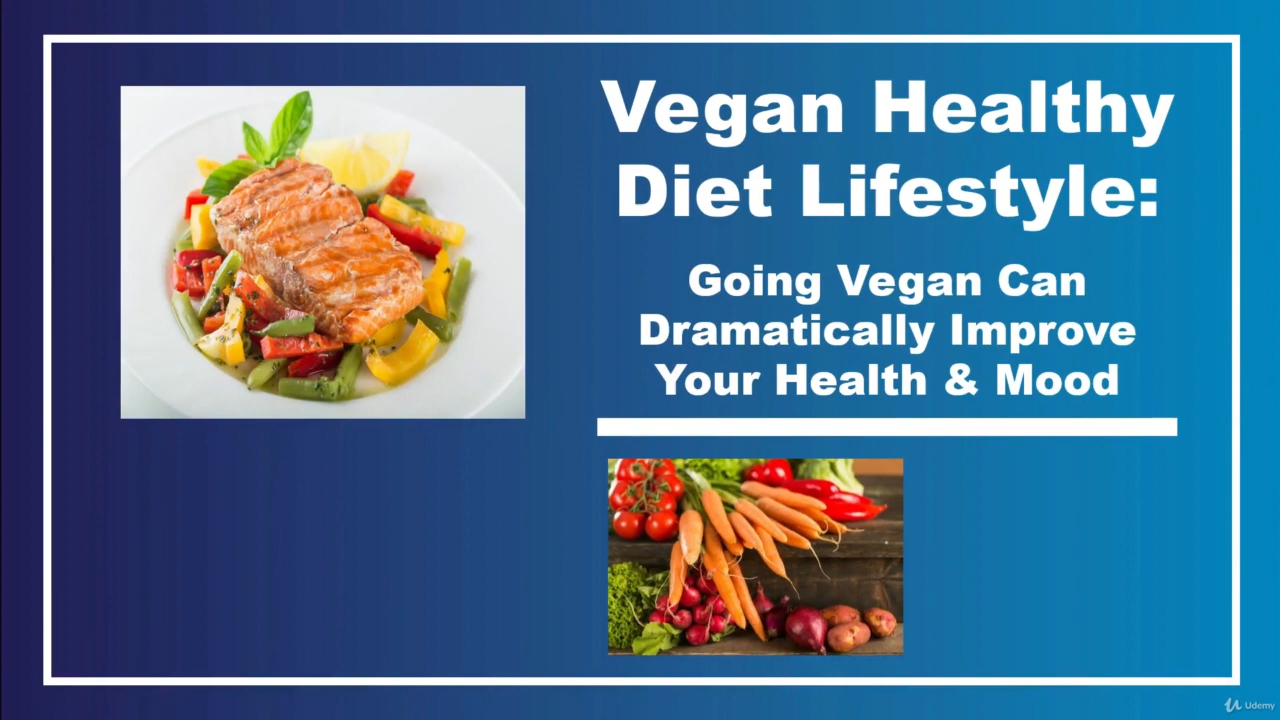 Vegan Healthy
Diet Lifestyle:
Going Vegan Can
Dramatically Improve
Your Health & Mood
Udemy